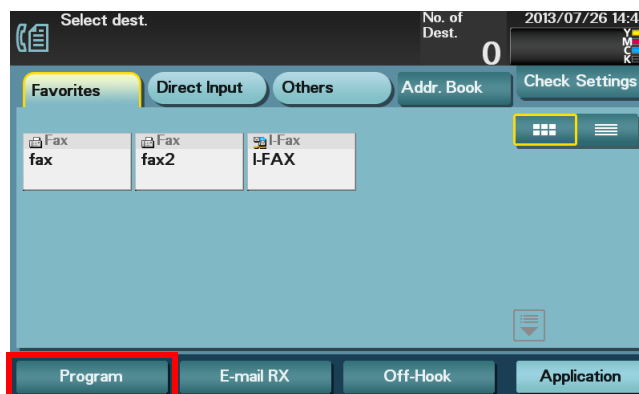 Select dest.
No. of
Dest.
0
2013/07/26 14:4
Y
M
C
K
Favorites
Direct Input
Others
Addr. Book
Check Settings
Fax
fax
Fax
fax2
I-Fax
I-FAX
Program
E-mail RX
Off-Hook
Application